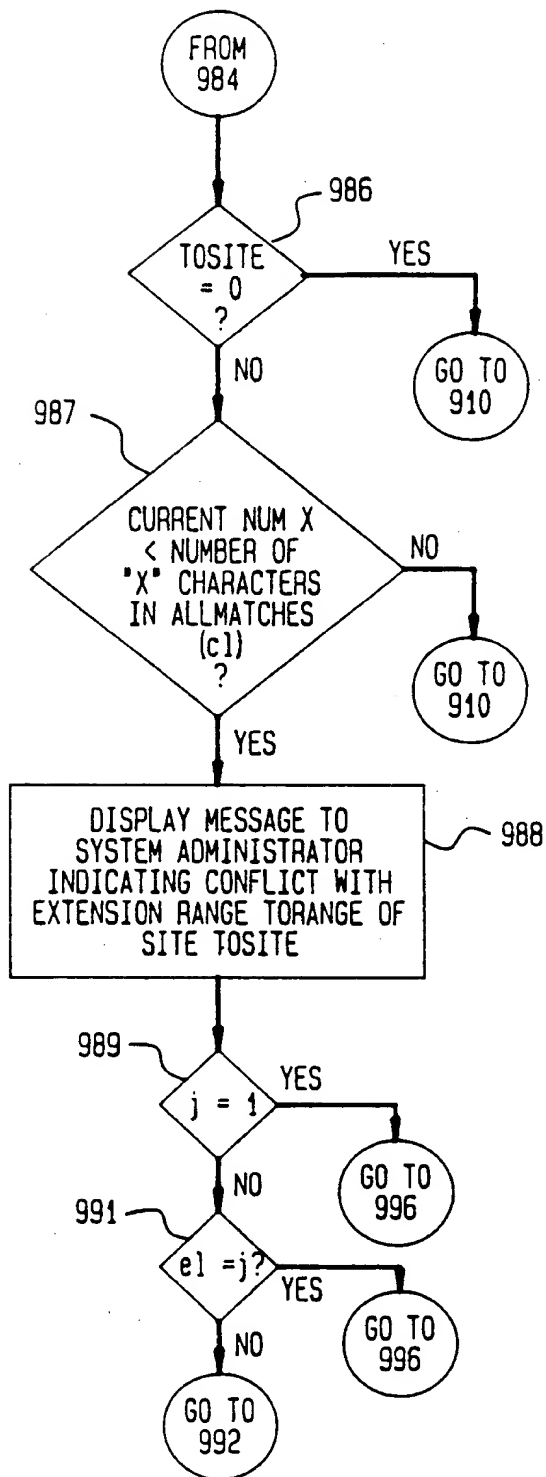 FROM
984
986
TOSITE
= 0
?
YES
GO TO
910
NO
987
CURRENT NUM X
< NUMBER OF
"X" CHARACTERS
IN ALLMATCHES
(c1)
?
NO
GO TO
910
YES
DISPLAY MESSAGE TO
SYSTEM ADMINISTRATOR
INDICATING CONFLICT WITH
EXTENSION RANGE TORANGE OF
SITE TOSITE
988
989
j = 1
YES
GO TO
996
NO
991
e1 =j?
YES
GO TO
996
NO
GO TO
992